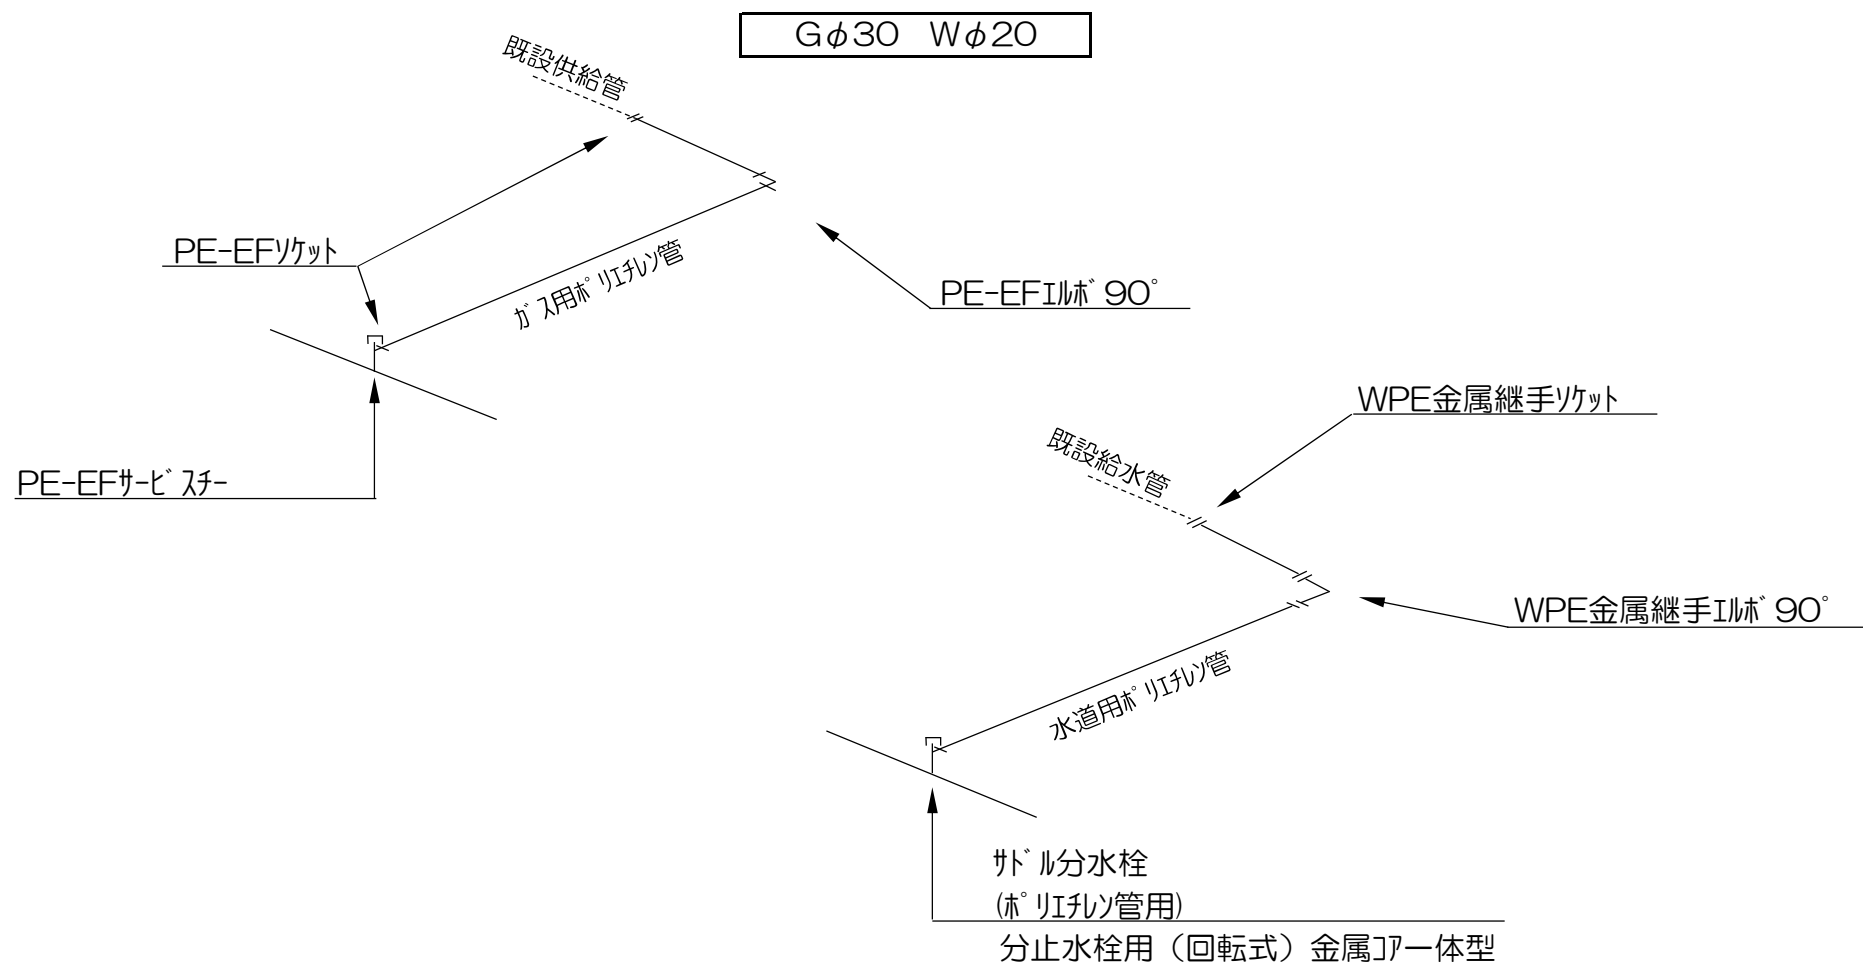 Gφ30　Wφ20
既設供給管
PE-EFｿｹｯﾄ
ｶﾞｽ用ﾎﾟﾘｴﾁﾚﾝ管
PE-EFｴﾙﾎﾞ90°
PE-EFｻｰﾋﾞｽﾁｰ
WPE金属継手ｿｹｯﾄ
既設給水管
WPE金属継手ｴﾙﾎﾞ90°
水道用ﾎﾟﾘｴﾁﾚﾝ管
ｻﾄﾞﾙ分水栓
(ﾎﾟﾘｴﾁﾚﾝ管用)
分止水栓用（回転式）金属ｺｱ一体型